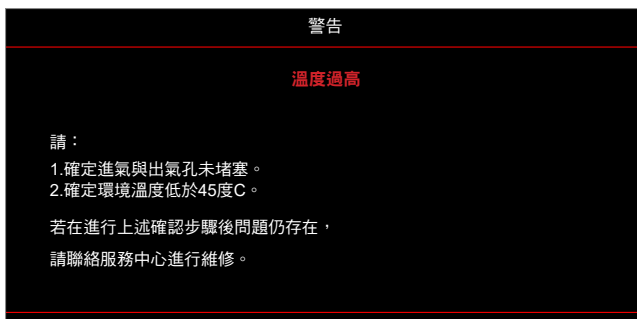 警告
溫度過高
請：
1.確定進氣與出氣孔未堵塞。
2.確定環境溫度低於45度C。
若在進行上述確認步驟後問題仍存在，
請聯絡服務中心進行維修。